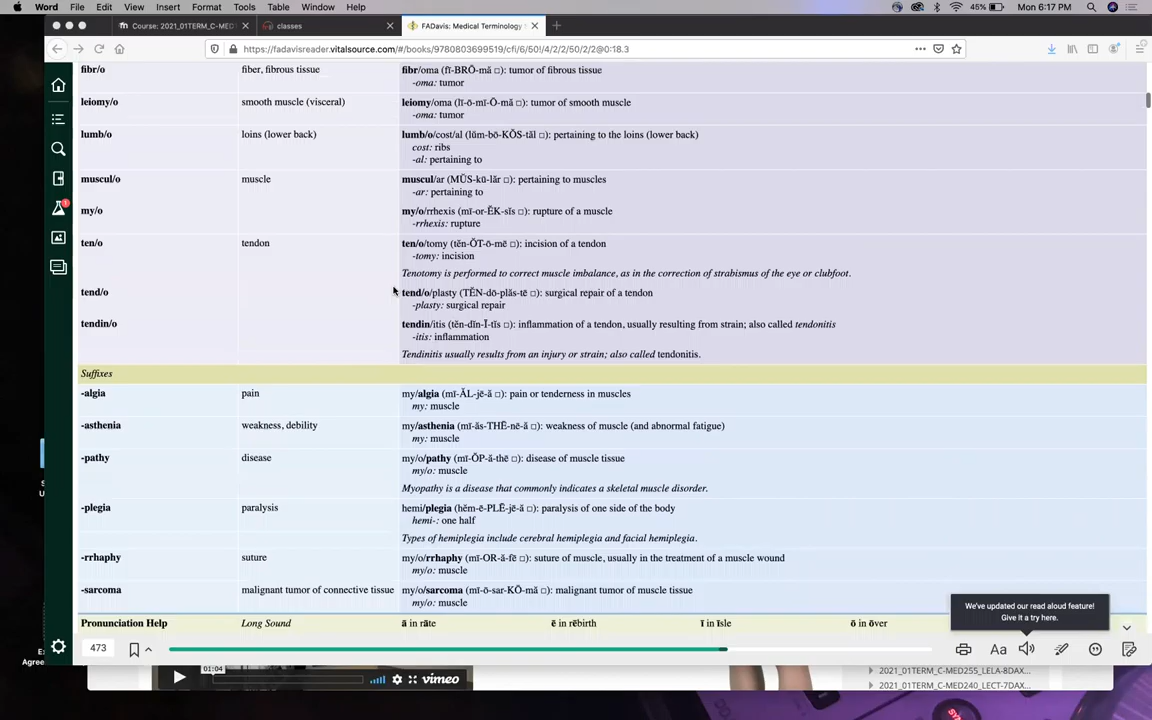 Word File Edit View Insert Format Tools Table Window Help 45% Mon 6:17 PM
Course: 2021_01TERM_C-MED classes FADavis: Medical Terminology
https://fadavisreader.vitalsource.com/#/books/9780803699519/cfi/6/50!/4/2/2/50/2/2@0:18.3
fibr/o fiber, fibrous tissue fibr/oma (fī-BRŌ-mă □): tumor of fibrous tissue
-oma: tumor
leiomy/o smooth muscle (visceral) leiomy/oma (lī-ō-mī-Ō-mă □): tumor of smooth muscle
-oma: tumor
lumb/o loins (lower back) lumb/o/cost/al (lŭm-bō-KŎS-tăl □): pertaining to the loins (lower back)
cost: ribs
-al: pertaining to
muscul/o muscle muscul/ar (MŬS-kū-lăr □): pertaining to muscles
-ar: pertaining to
my/o my/o/rrhexis (mī-or-ĔK-sĭs □): rupture of a muscle
-rrhexis: rupture
ten/o tendon ten/o/tomy (tĕn-ŎT-ō-mē □): incision of a tendon
-tomy: incision
Tenotomy is performed to correct muscle imbalance, as in the correction of strabismus of the eye or clubfoot.
tend/o tend/o/plasty (TĔN-dō-plăs-tē □): surgical repair of a tendon
-plasty: surgical repair
tendin/o tendin/itis (tĕn-dĭn-Ī-tĭs □): inflammation of a tendon, usually resulting from strain; also called tendonitis
-itis: inflammation
Tendinitis usually results from an injury or strain; also called tendonitis.
Suffixes
-algia pain my/algia (mī-ĂL-jē-ă □): pain or tenderness in muscles
my: muscle
-asthenia weakness, debility my/asthenia (mī-ăs-THĒ-nē-ă □): weakness of muscle (and abnormal fatigue)
my: muscle
-pathy disease my/o/pathy (mī-ŎP-ă-thē □): disease of muscle tissue
my/o: muscle
Myopathy is a disease that commonly indicates a skeletal muscle disorder.
-plegia paralysis hemi/plegia (hĕm-ē-PLĒ-jē-ă □): paralysis of one side of the body
hemi-: one half
Types of hemiplegia include cerebral hemiplegia and facial hemiplegia.
-rrhaphy suture my/o/rrhaphy (mī-OR-ă-fē □): suture of muscle, usually in the treatment of a muscle wound
my/o: muscle
-sarcoma malignant tumor of connective tissue my/o/sarcoma (mī-ō-sar-KŌ-mă □): malignant tumor of muscle tissue
my/o: muscle
We've updated our read aloud feature!
Give it a try here.
Pronunciation Help Long Sound ā in rāte ē in rēbirth ī in īsle ō in ōver
473 Aa
01:04
vimeo
2021_01TERM_C-MED255_LELA-8DAX...
2021_01TERM_C-MED240_LECT-7DAX...
Agree